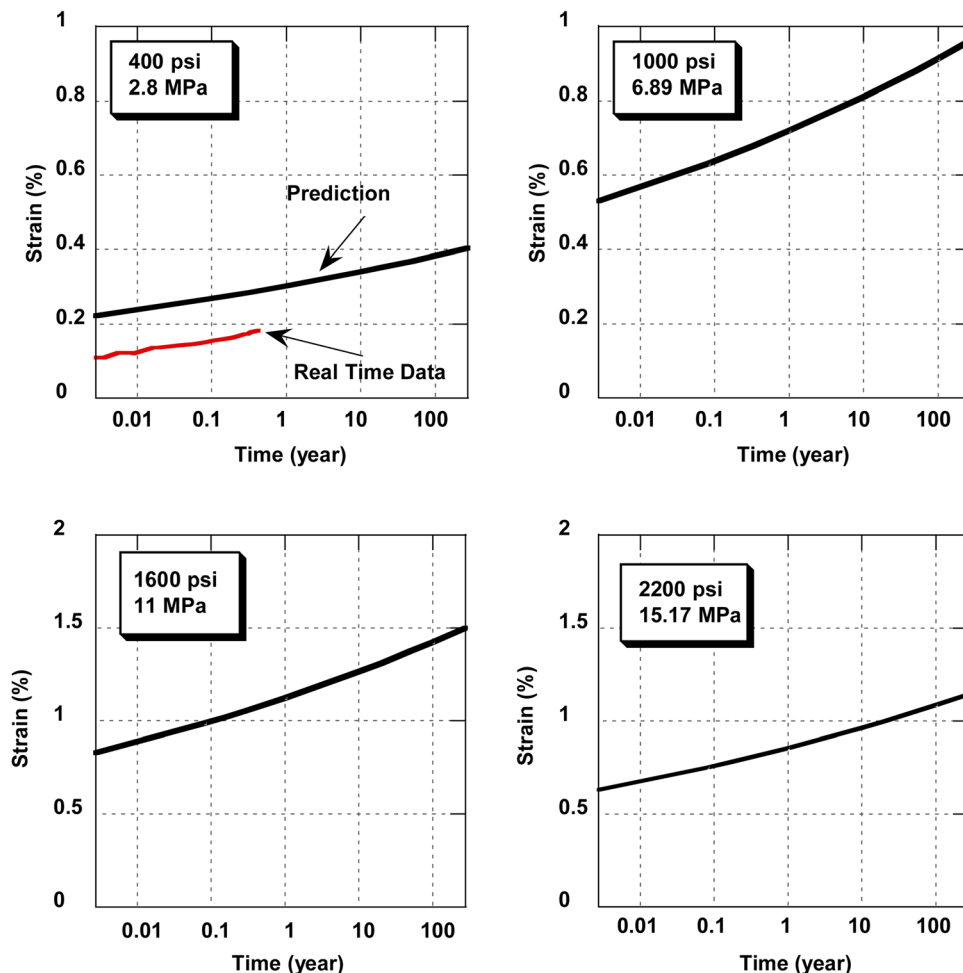 1
0.8
0.6
0.4
0.2
0
Strain (%)
400 psi
2.8 MPa
Prediction
Real Time Data
0.01 0.1 1 10 100
Time (year)
1
0.8
0.6
0.4
0.2
0
Strain (%)
1000 psi
6.89 MPa
0.01 0.1 1 10 100
Time (year)
2
1.5
1
0.5
0
Strain (%)
1600 psi
11 MPa
0.01 0.1 1 10 100
Time (year)
2
1.5
1
0.5
0
Strain (%)
2200 psi
15.17 MPa
0.01 0.1 1 10 100
Time (year)